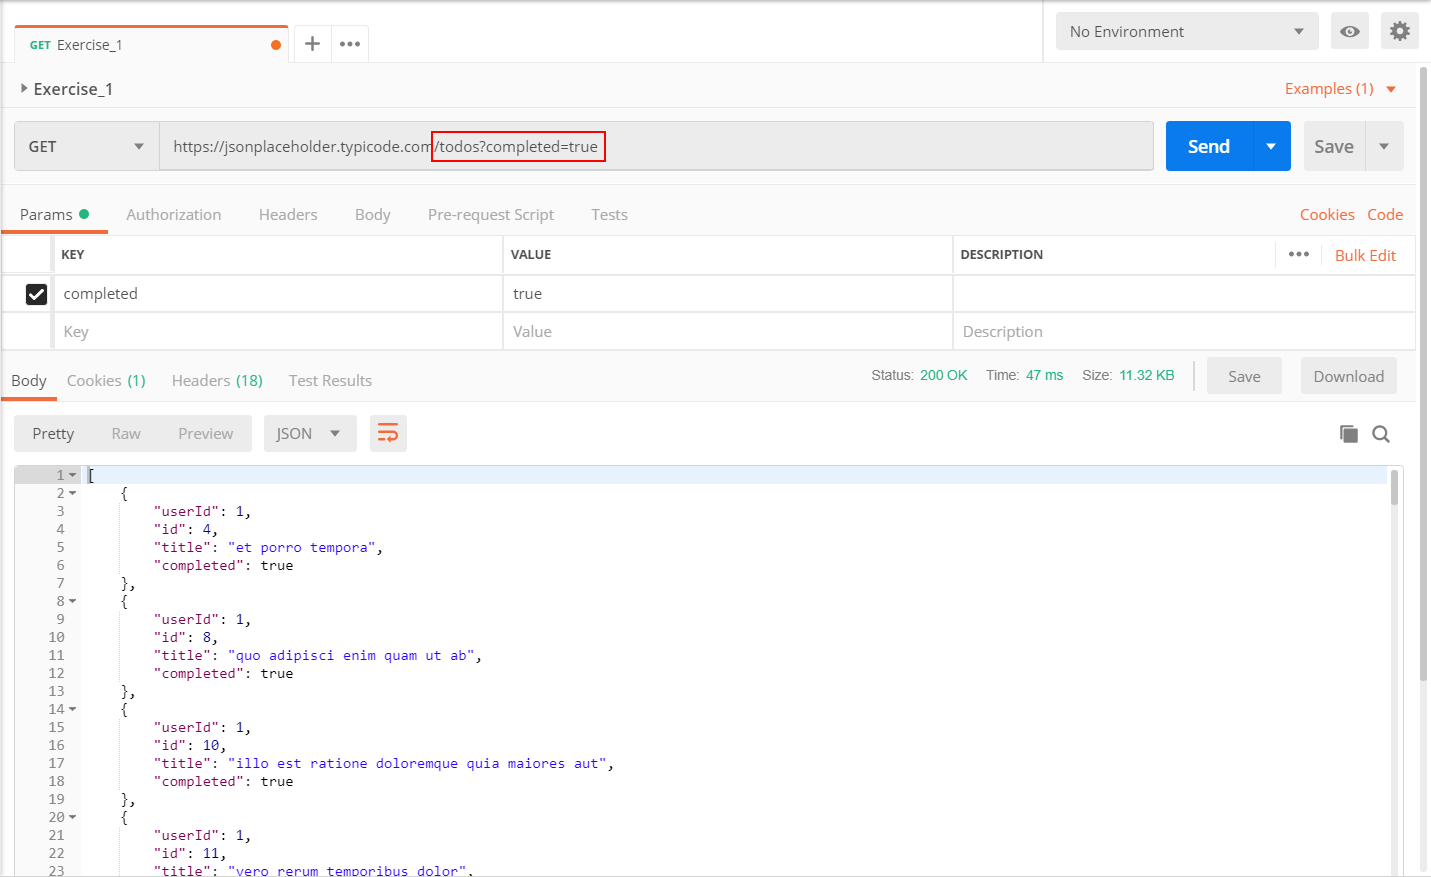 GET Exercise_1
No Environment
Exercise_1
Examples (1)
GET
https://jsonplaceholder.typicode.com/todos?completed=true
Send
Save
Params
Authorization
Headers
Body
Pre-request Script
Tests
Cookies
Code
KEY
VALUE
DESCRIPTION
Bulk Edit
completed
true
Key
Value
Description
Body
Cookies (1)
Headers (18)
Test Results
Status: 200 OK
Time: 47 ms
Size: 11.32 KB
Save
Download
Pretty
Raw
Preview
JSON
1 [
2 {
3 "userId": 1,
4 "id": 4,
5 "title": "et porro tempora",
6 "completed": true
7 },
8 {
9 "userId": 1,
10 "id": 8,
11 "title": "quo adipisci enim quam ut ab",
12 "completed": true
13 },
14 {
15 "userId": 1,
16 "id": 10,
17 "title": "illo est ratione doloremque quia maiores aut",
18 "completed": true
19 },
20 {
21 "userId": 1,
22 "id": 11,
23 "title": "vero rerum temporibus dolor",